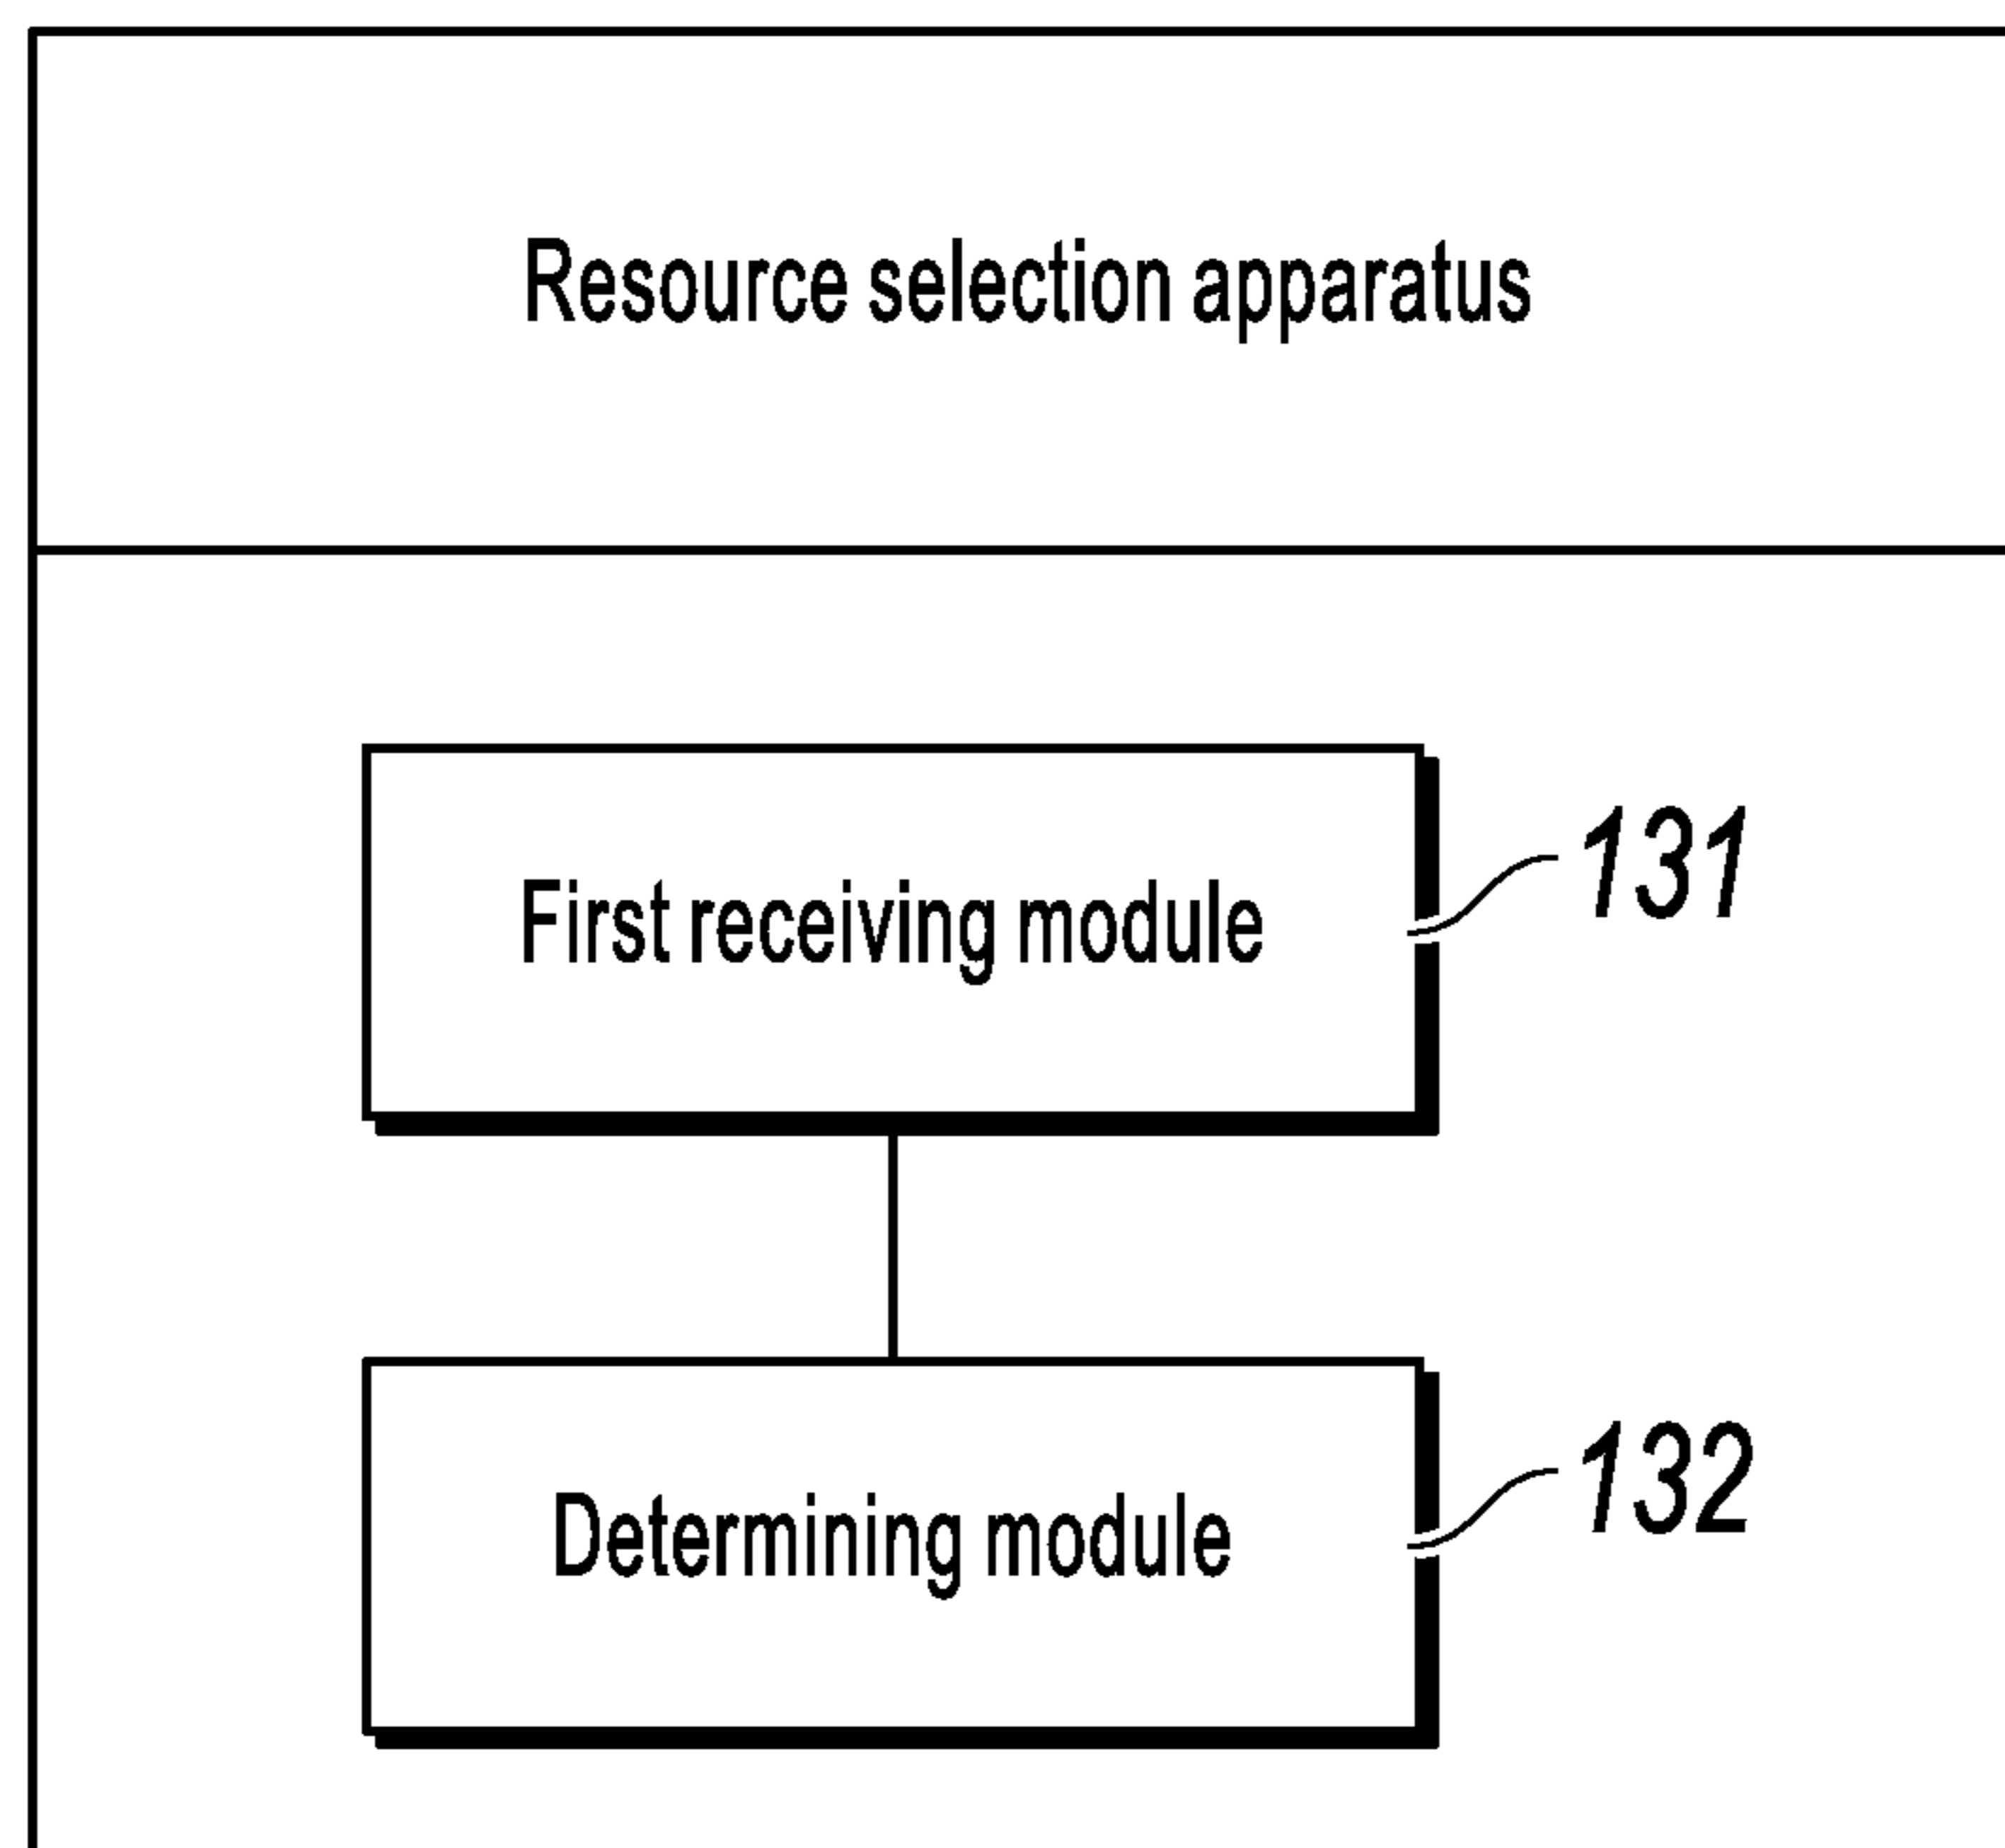 Resource selection apparatus
First receiving module
131
Determining module
132